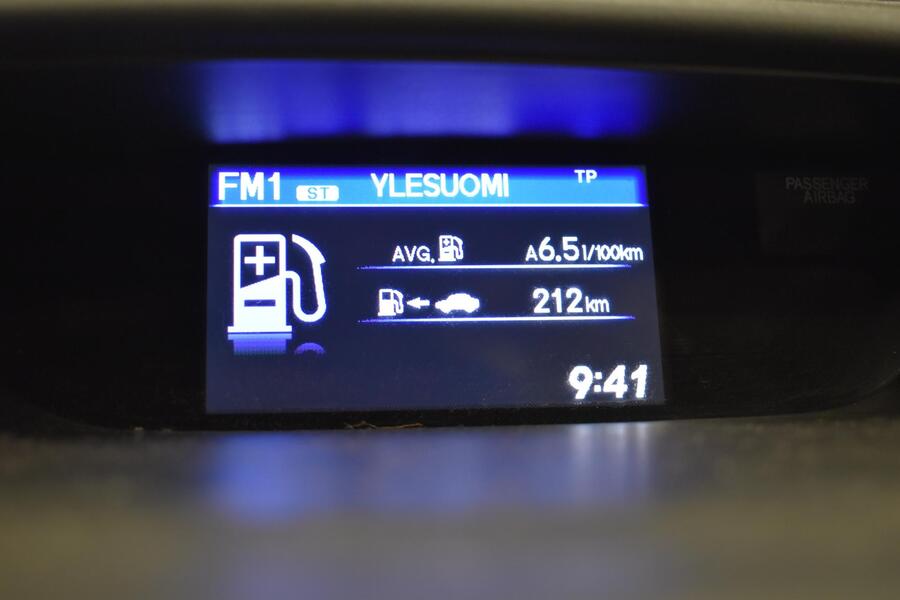 FM1 ST YLESUOMI TP
AVG. A6.5l/100km
212km
9:41
PASSENGER
AIRBAG